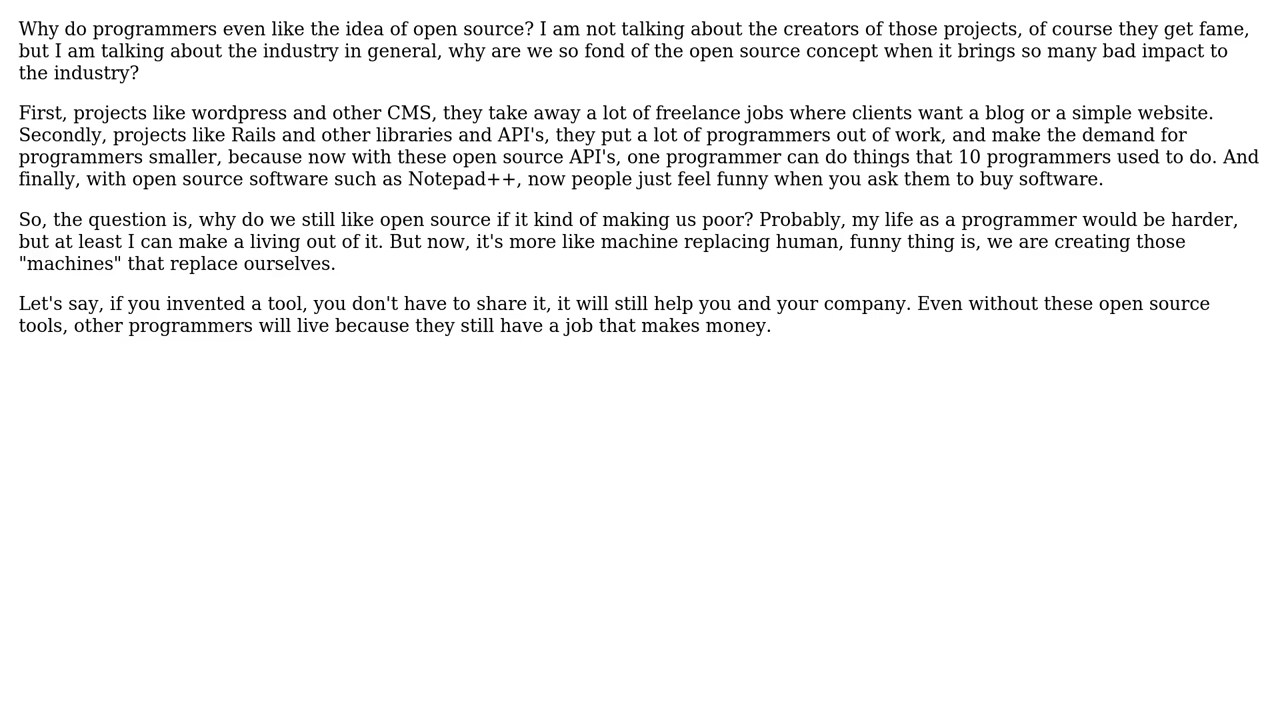 Why do programmers even like the idea of open source? I am not talking about the creators of those projects, of course they get fame,
but I am talking about the industry in general, why are we so fond of the open source concept when it brings so many bad impact to
the industry?
First, projects like wordpress and other CMS, they take away a lot of freelance jobs where clients want a blog or a simple website.
Secondly, projects like Rails and other libraries and API's, they put a lot of programmers out of work, and make the demand for
programmers smaller, because now with these open source API's, one programmer can do things that 10 programmers used to do. And
finally, with open source software such as Notepad++, now people just feel funny when you ask them to buy software.
So, the question is, why do we still like open source if it kind of making us poor? Probably, my life as a programmer would be harder,
but at least I can make a living out of it. But now, it's more like machine replacing human, funny thing is, we are creating those
"machines" that replace ourselves.
Let's say, if you invented a tool, you don't have to share it, it will still help you and your company. Even without these open source
tools, other programmers will live because they still have a job that makes money.